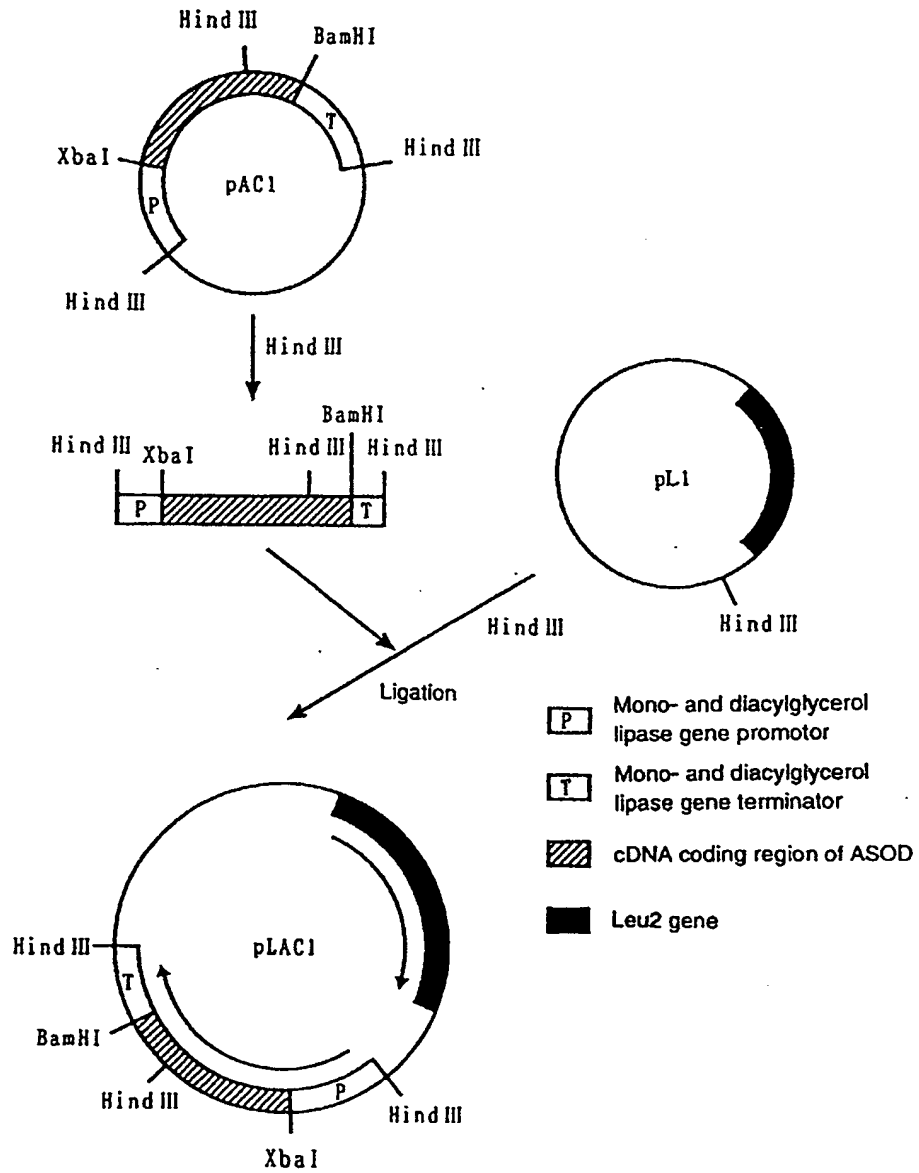 Hind III
BamHI
T
Hind III
XbaI
pAC1
P
Hind III
Hind III
BamHI
Hind III
XbaI
Hind III
Hind III
P
T
pL1
Hind III
Hind III
Ligation
P
Mono- and diacylglycerol
lipase gene promotor
T
Mono- and diacylglycerol
lipase gene terminator
cDNA coding region of ASOD
Leu2 gene
Hind III
pLAC1
T
BamHI
Hind III
P
Hind III
XbaI